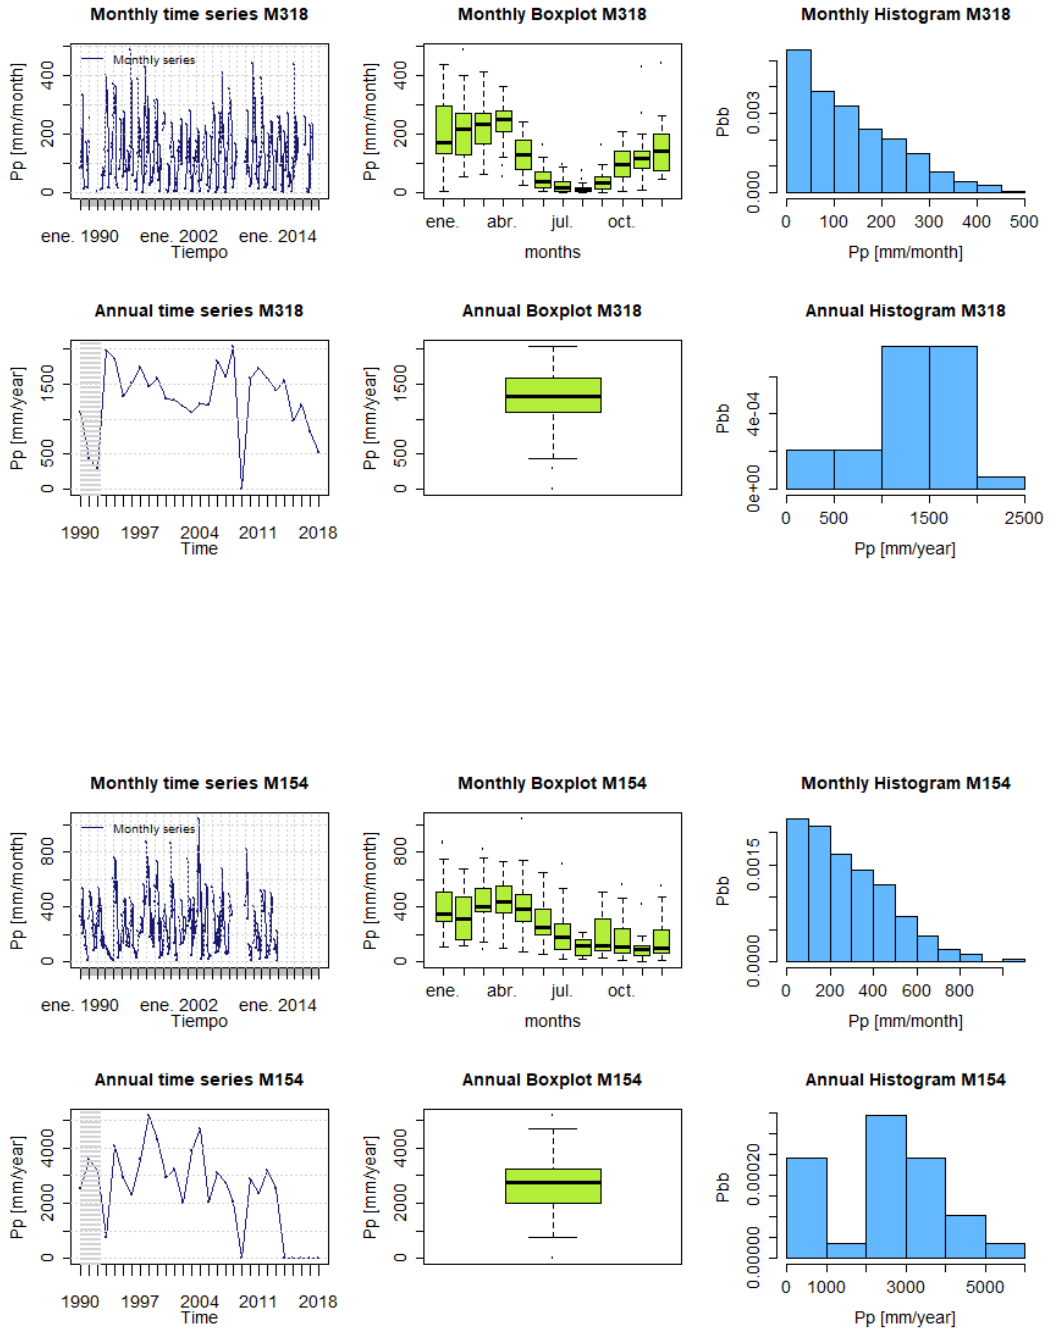 Monthly time series M318
Monthly Boxplot M318
Monthly Histogram M318
Pp [mm/month]
0 200 400
Monthly series
ene. 1990 ene. 2002 ene. 2014
Tiempo
Pp [mm/month]
0 200 400
ene. abr. jul. oct.
months
Pbb
0.000 0.003
0 100 200 300 400 500
Pp [mm/month]
Annual time series M318
Annual Boxplot M318
Annual Histogram M318
Pp [mm/year]
0 500 1500
1990 1997 2004 2011 2018
Time
Pp [mm/year]
0 500 1500
Pbb
0e+00 4e-04
0 500 1500 2500
Pp [mm/year]
Monthly time series M154
Monthly Boxplot M154
Monthly Histogram M154
Pp [mm/month]
0 400 800
Monthly series
ene. 1990 ene. 2002 ene. 2014
Tiempo
Pp [mm/month]
0 400 800
ene. abr. jul. oct.
months
Pbb
0.0000 0.0015
0 200 400 600 800
Pp [mm/month]
Annual time series M154
Annual Boxplot M154
Annual Histogram M154
Pp [mm/year]
0 2000 4000
1990 1997 2004 2011 2018
Time
Pp [mm/year]
0 2000 4000
Pbb
0.00000 0.00020
0 1000 3000 5000
Pp [mm/year]